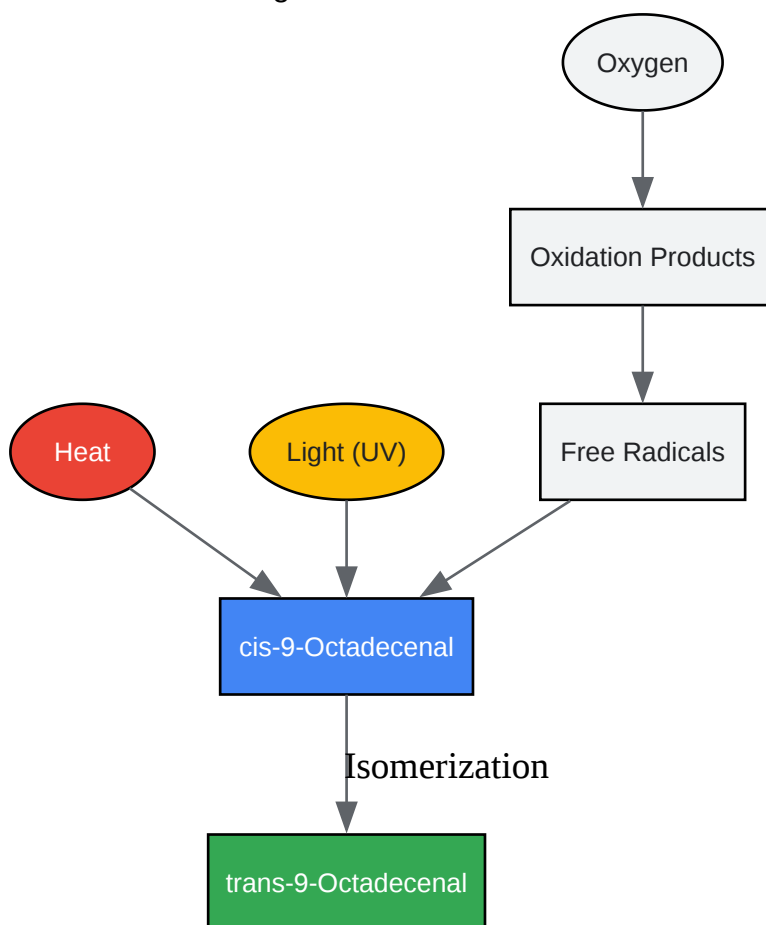 Oxygen
Oxidation Products
Heat
Light (UV)
Free Radicals
cis-9-Octadecenal
Isomerization
trans-9-Octadecenal